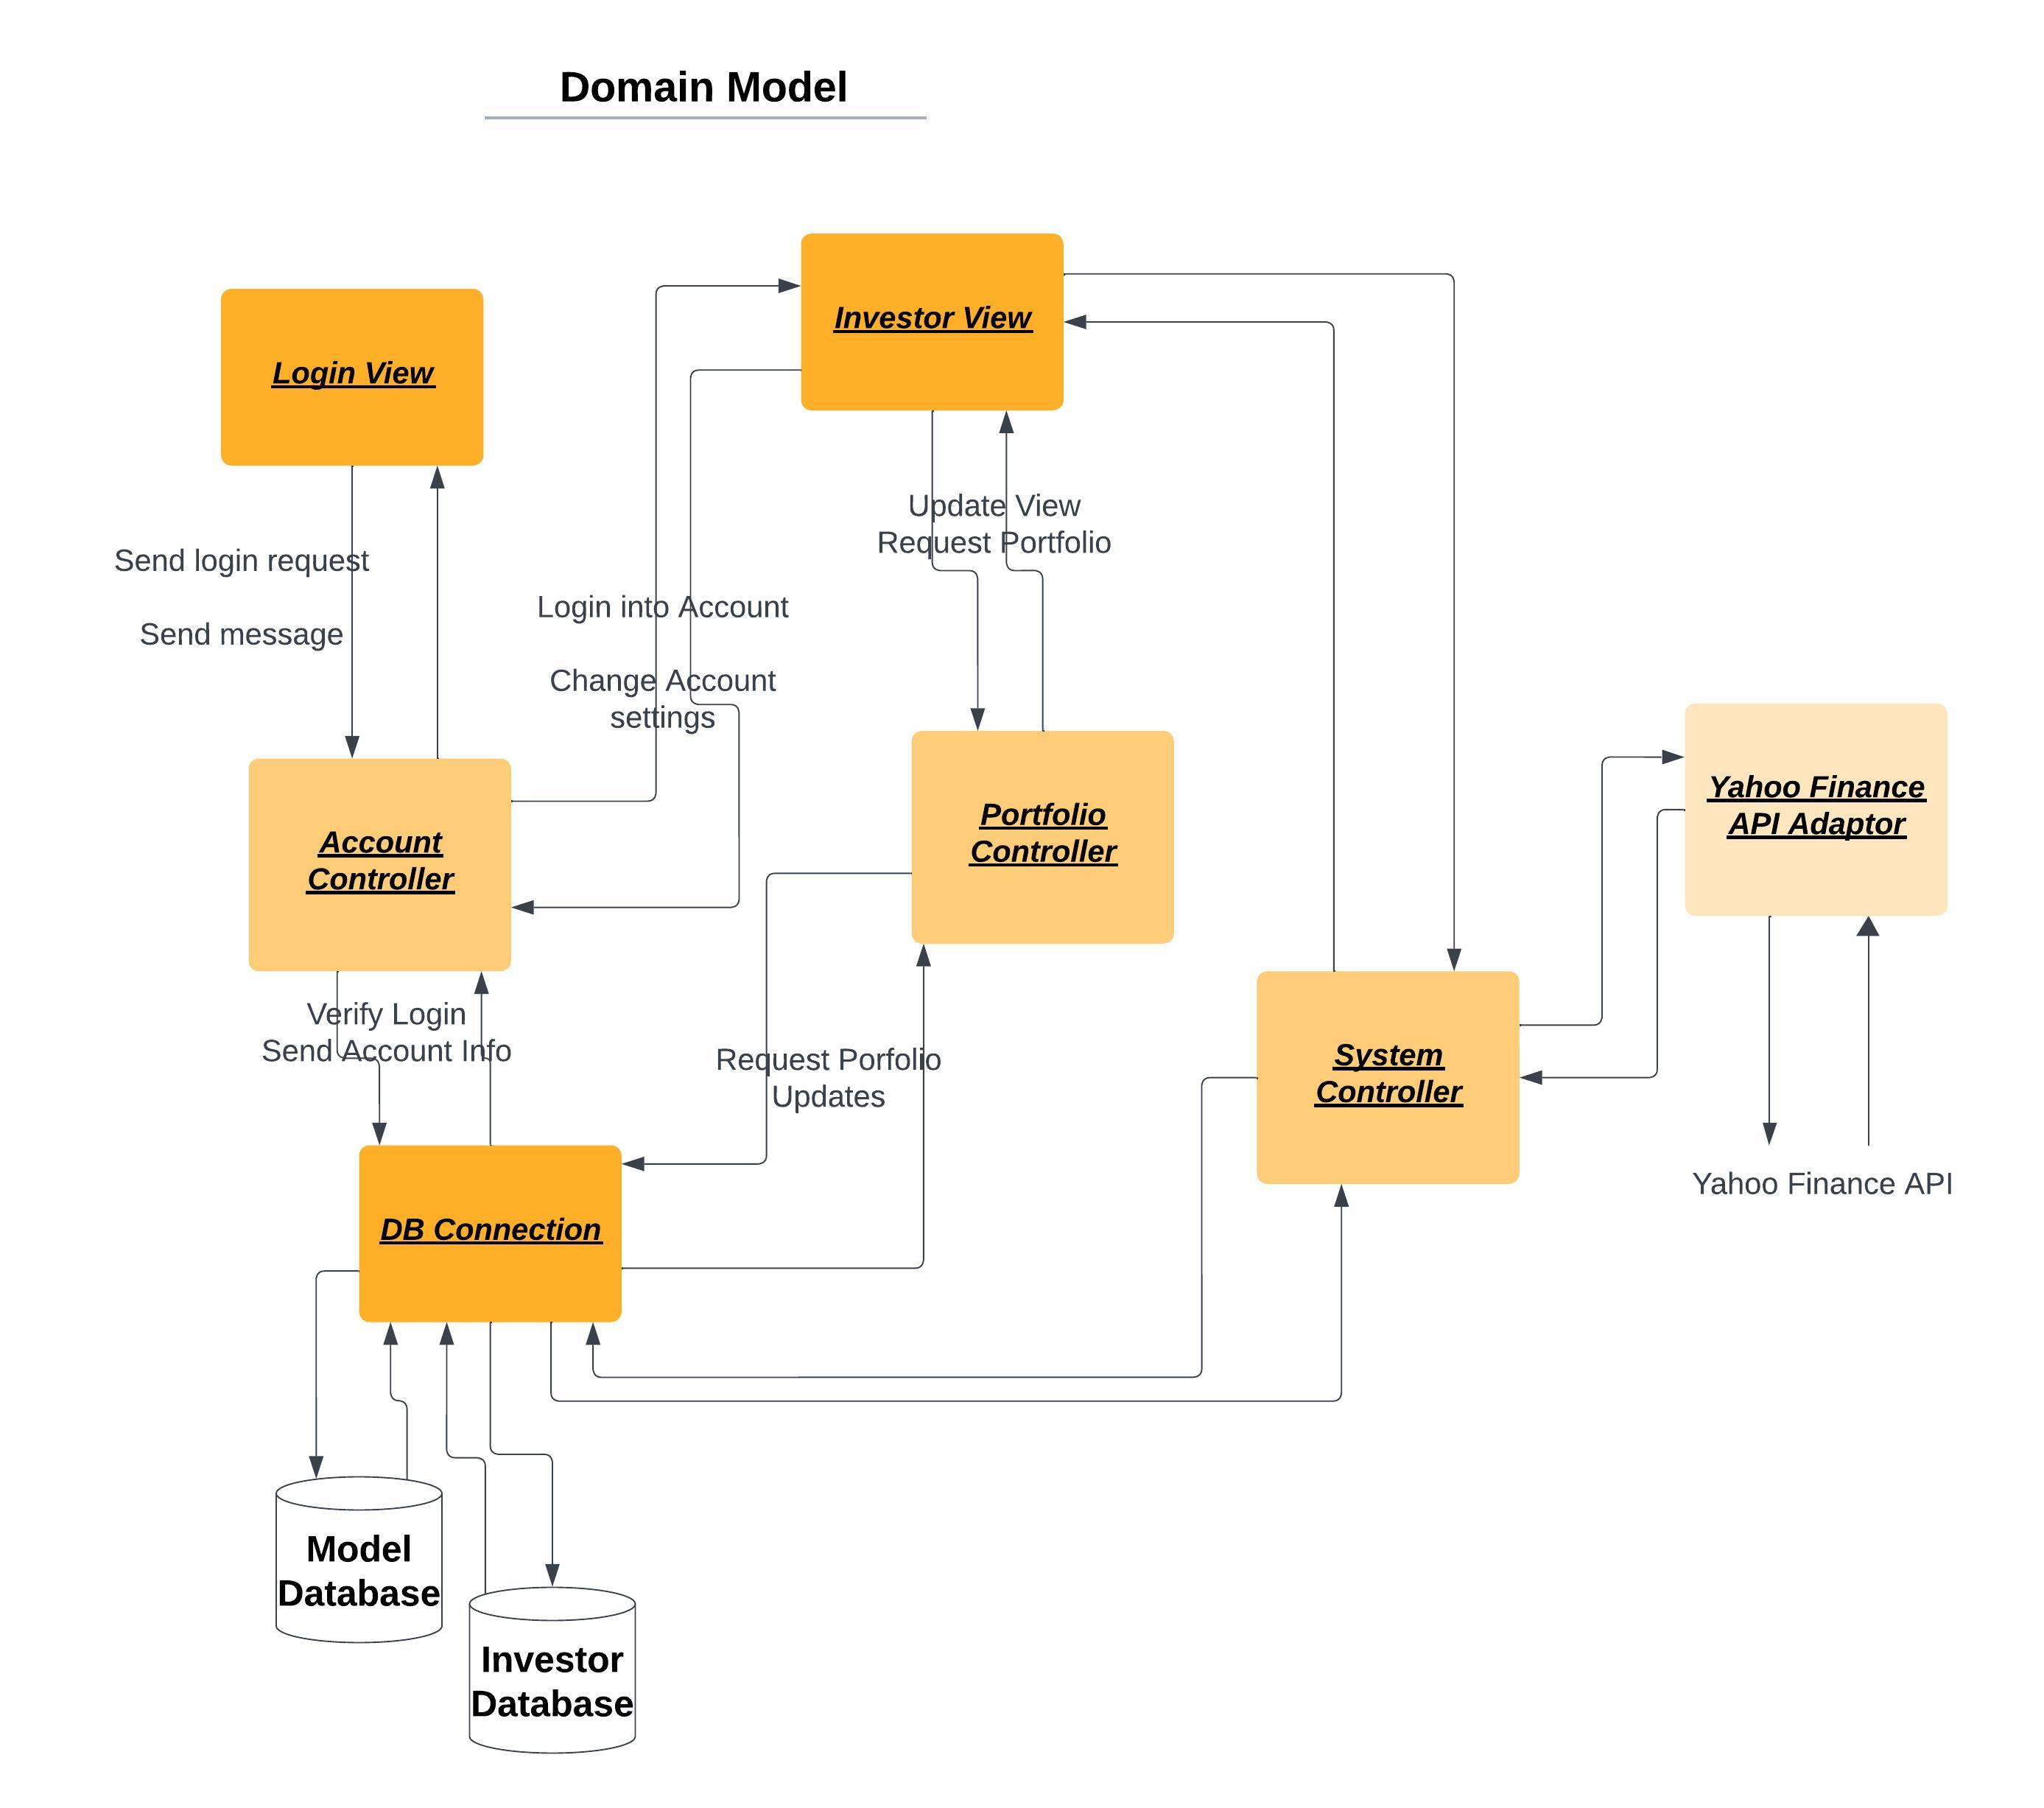 Domain Model
Investor View
Login View
Update View
Request Portfolio
Send login request
Send message
Login into Account
Change Account
settings
Yahoo Finance
API Adaptor
Portfolio
Controller
Account
Controller
Verify Login
Send Account Info
Request Porfolio
Updates
System
Controller
Yahoo Finance API
DB Connection
Model
Database
Investor
Database